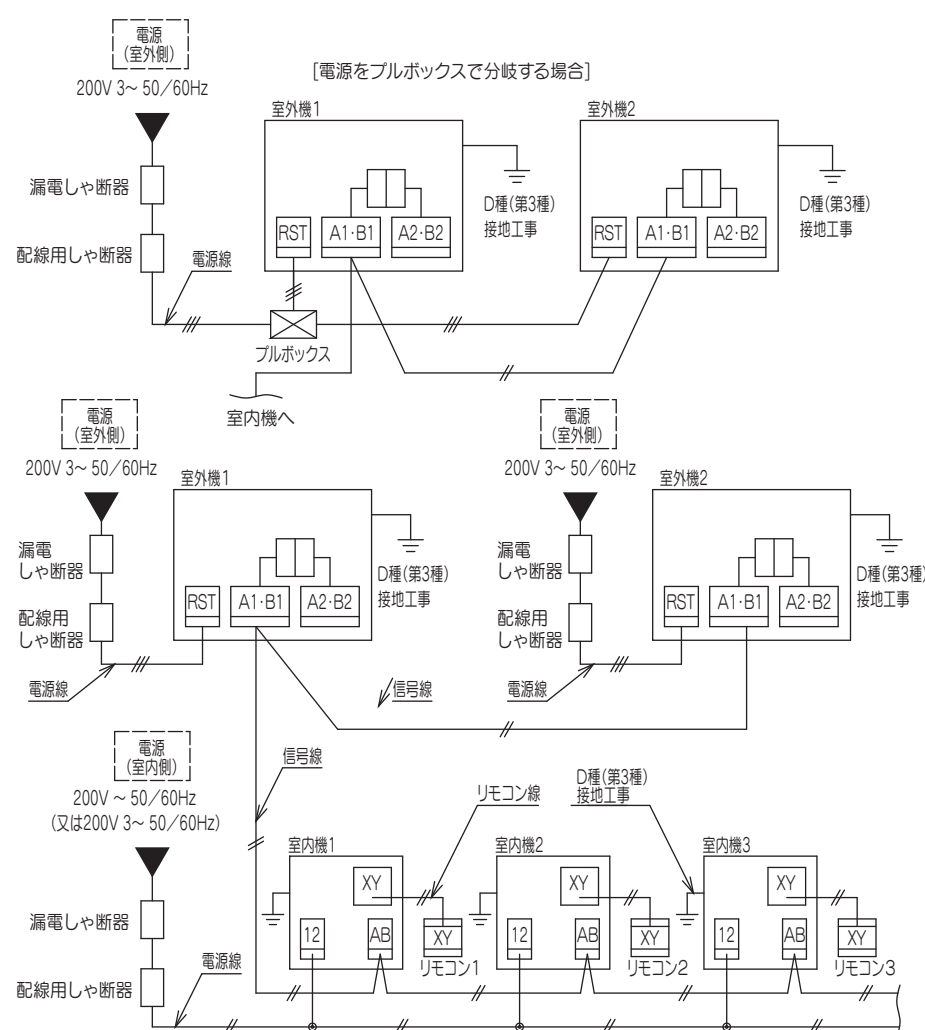 電源
(室外側)
200V 3~ 50/60Hz
[電源をプルボックスで分岐する場合]
室外機1
室外機2
漏電しゃ断器
配線用しゃ断器
電源線
RST
A1·B1
A2·B2
D種(第3種)
接地工事
RST
A1·B1
A2·B2
D種(第3種)
接地工事
プルボックス
室内機へ
電源
(室外側)
200V 3~ 50/60Hz
室外機1
漏電
しゃ断器
配線用
しゃ断器
電源線
RST
A1·B1
A2·B2
D種(第3種)
接地工事
電源
(室外側)
200V 3~ 50/60Hz
室外機2
漏電
しゃ断器
配線用
しゃ断器
電源線
RST
A1·B1
A2·B2
D種(第3種)
接地工事
信号線
信号線
電源
(室内側)
200V ~ 50/60Hz
(又は200V 3~ 50/60Hz)
漏電しゃ断器
配線用しゃ断器
電源線
リモコン線
D種(第3種)
接地工事
室内機1
XY
12
AB
XY
リモコン1
室内機2
XY
12
AB
XY
リモコン2
室内機3
XY
12
AB
XY
リモコン3